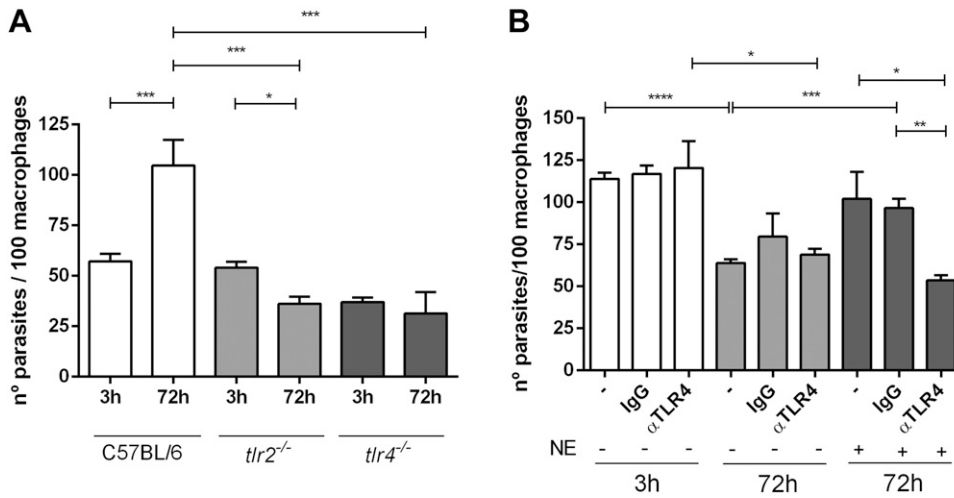 A
***
***
***
*
nº parasites / 100 macrophages
125
100
75
50
25
0
3h 72h 3h 72h 3h 72h
C57BL/6 tlr2-/- tlr4-/-
B
*
*
**** ***
**
nº parasites/100 macrophages
150
125
100
75
50
25
0
- IgG αTLR4 - IgG αTLR4 - IgG αTLR4
NE - - - - - - + + +
3h 72h 72h